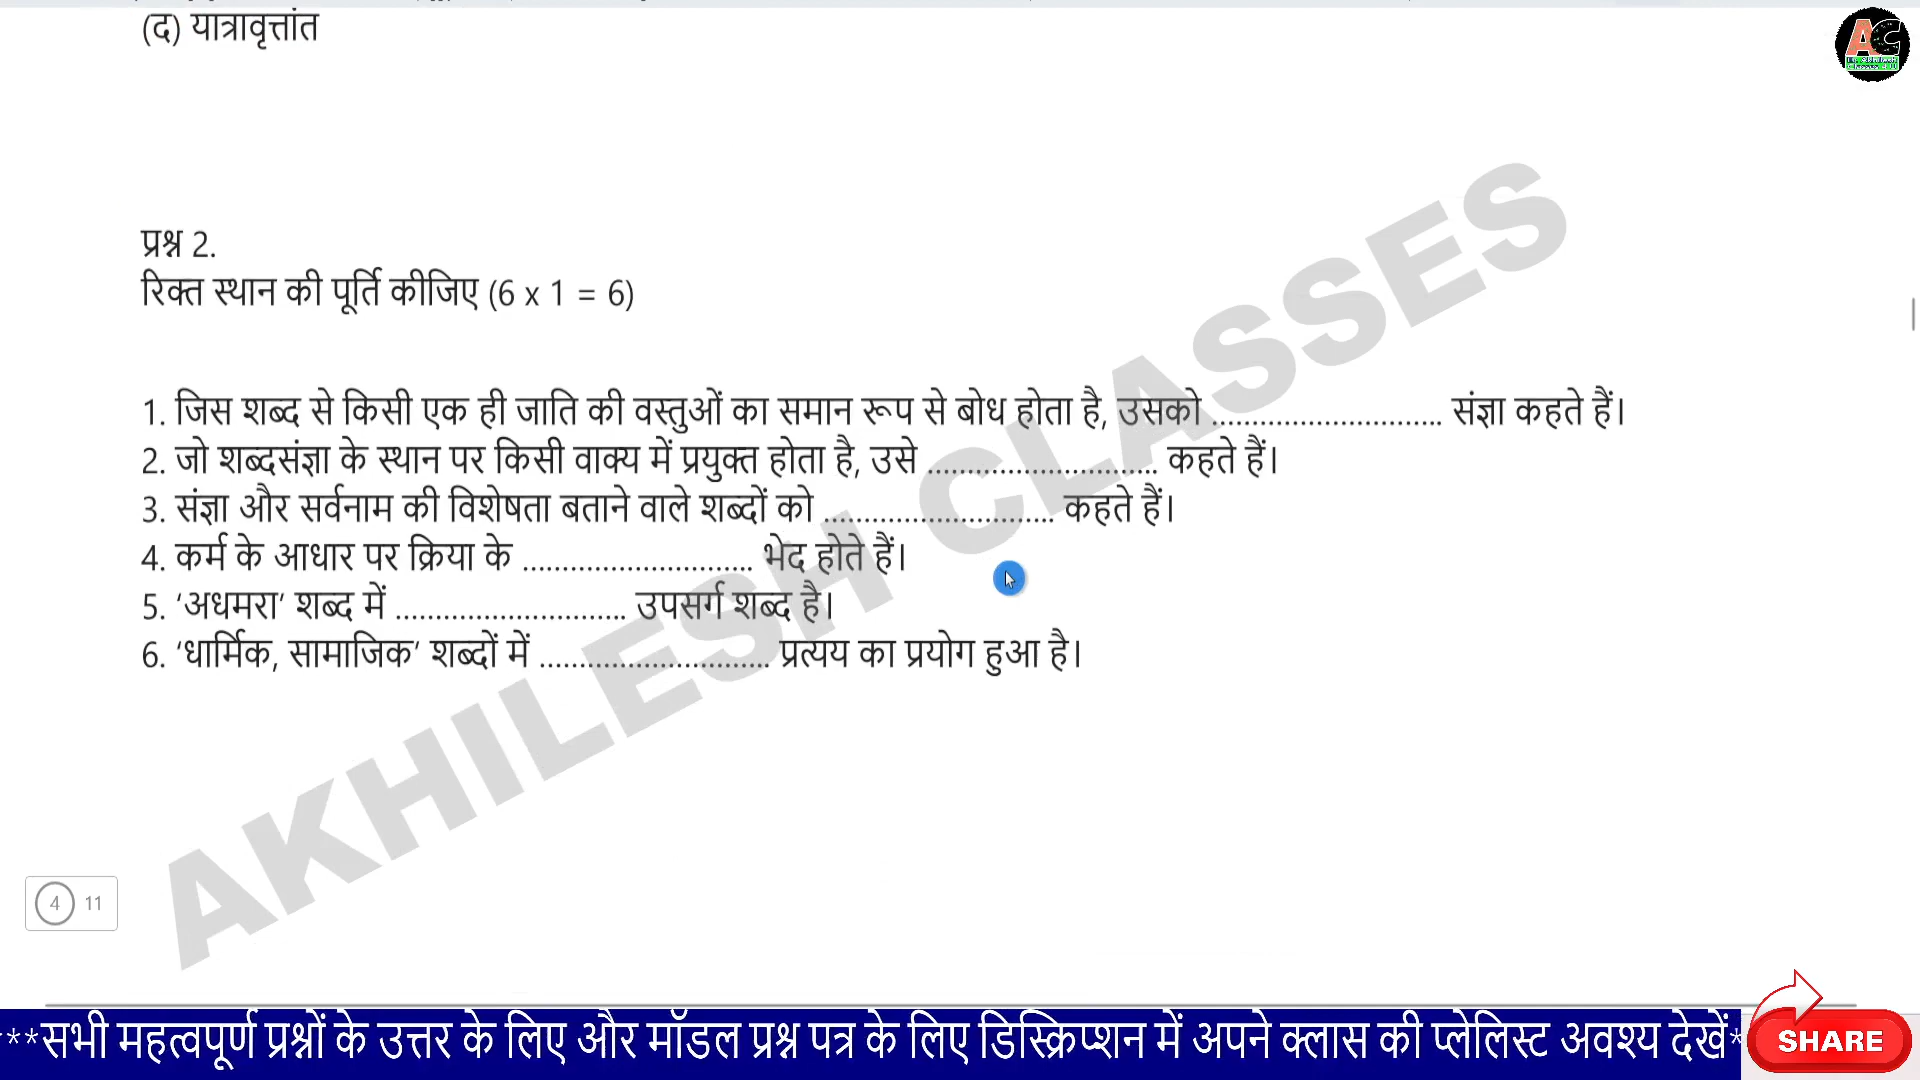 (द) यात्रावृत्तांत
प्रश्न 2.
रिक्त स्थान की पूर्ति कीजिए (6 x 1 = 6)
1. जिस शब्द से किसी एक ही जाति की वस्तुओं का समान रूप से बोध होता है, उसको ............................. संज्ञा कहते हैं।
2. जो शब्दसंज्ञा के स्थान पर किसी वाक्य में प्रयुक्त होता है, उसे ............................. कहते हैं।
3. संज्ञा और सर्वनाम की विशेषता बताने वाले शब्दों को ............................. कहते हैं।
4. कर्म के आधार पर क्रिया के ............................. भेद होते हैं।
5. ‘अधमरा’ शब्द में ............................. उपसर्ग शब्द है।
6. ‘धार्मिक, सामाजिक’ शब्दों में ............................. प्रत्यय का प्रयोग हुआ है।
AKHILESH CLASSES
4 11
***सभी महत्वपूर्ण प्रश्नों के उत्तर के लिए और मॉडल प्रश्न पत्र के लिए डिस्क्रिप्शन में अपने क्लास की प्लेलिस्ट अवश्य देखें*
SHARE
AC